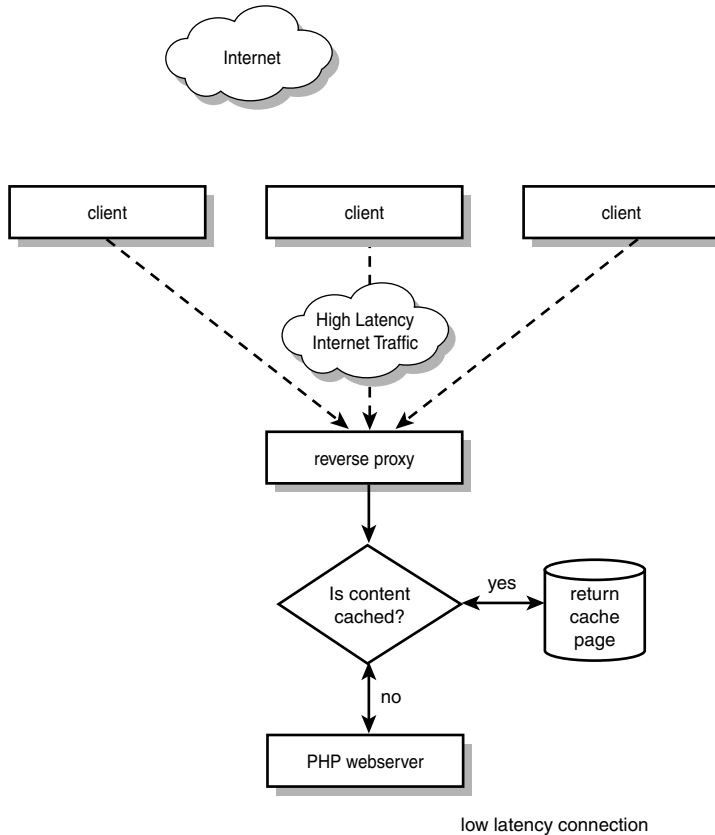 Internet
client
client
client
High Latency
Internet Traffic
reverse proxy
Is content
cached?
yes
return
cache
page
no
PHP webserver
low latency connection